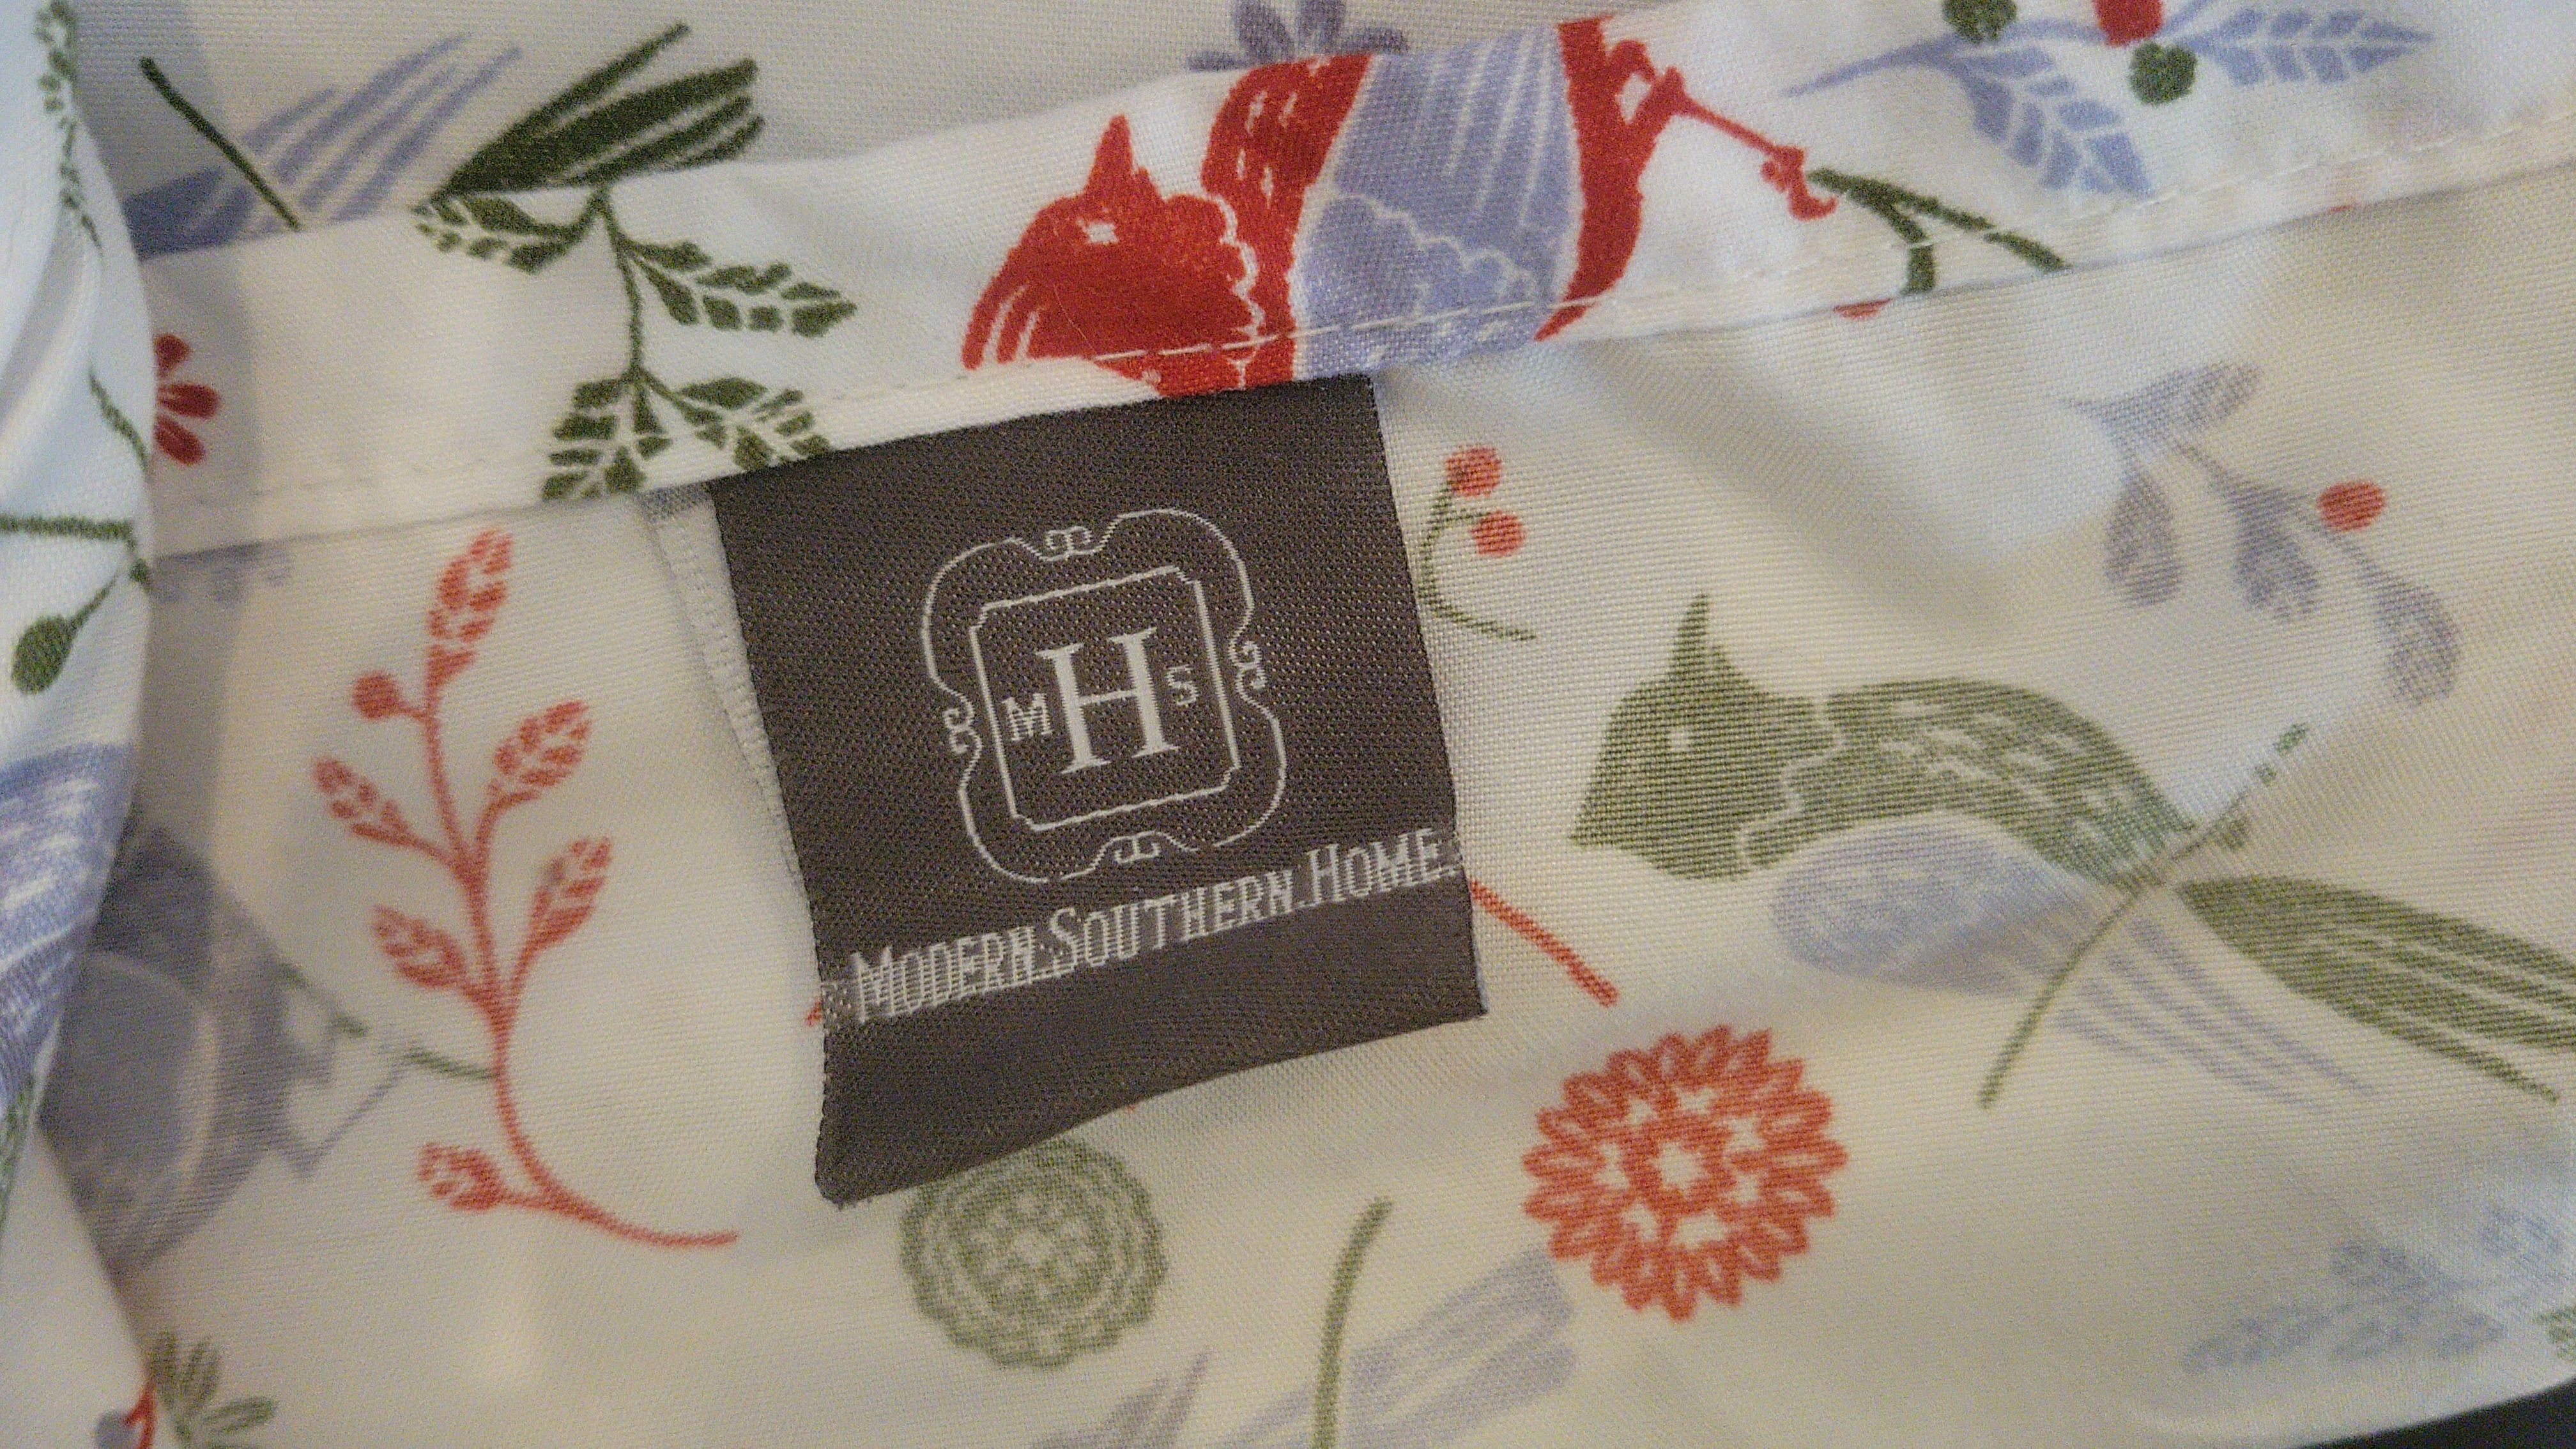 M H S
MODERN. SOUTHERN. HOME.